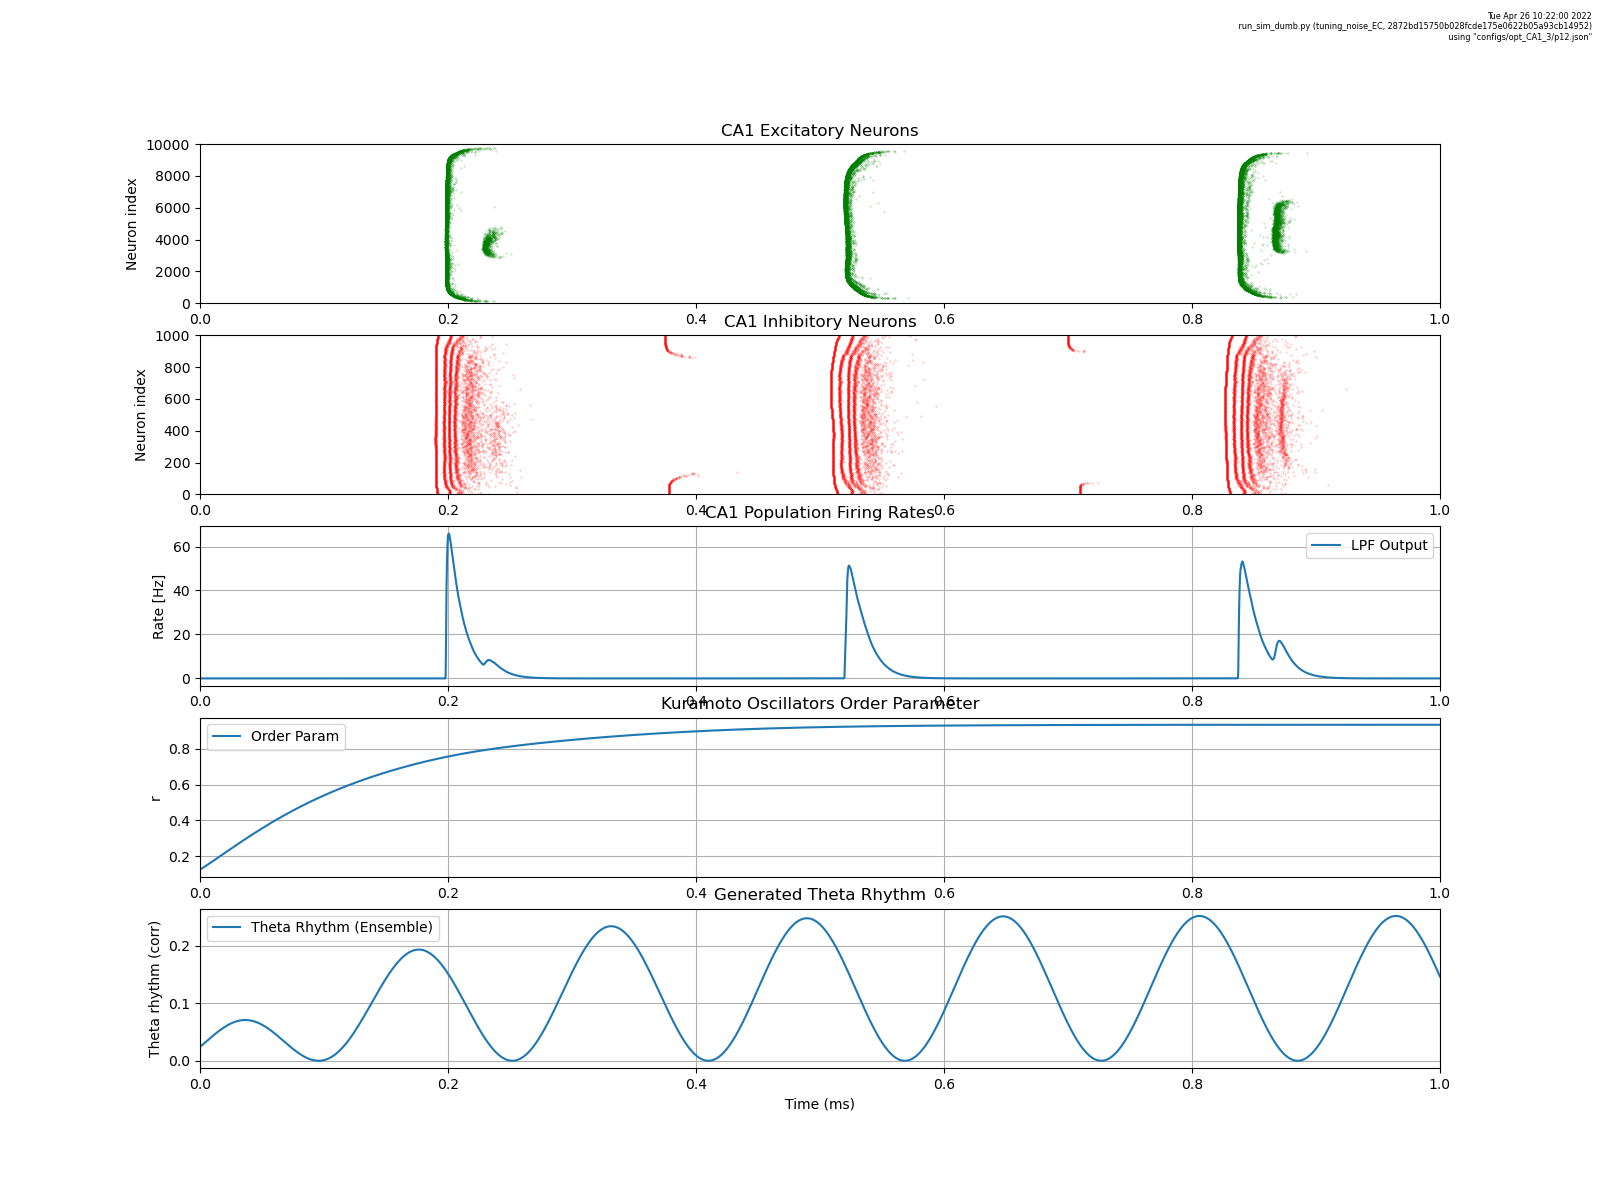 Tue Apr 26 10:22:00 2022
run_sim_dumb.py (tuning_noise_EC, 2872bd15750b028fcde175e0622b05a93cb14952)
using "configs/opt_CA1_3/p12.json"
CA1 Excitatory Neurons
Neuron index
10000
8000
6000
4000
2000
0
0.0 0.2 0.4 0.6 0.8 1.0
CA1 Inhibitory Neurons
Neuron index
1000
800
600
400
200
0
0.0 0.2 0.4 0.6 0.8 1.0
CA1 Population Firing Rates
Rate [Hz]
LPF Output
60
40
20
0
0.0 0.2 0.4 0.6 0.8 1.0
Kuramoto Oscillators Order Parameter
r
Order Param
0.8
0.6
0.4
0.2
0.0 0.2 0.4 0.6 0.8 1.0
Generated Theta Rhythm
Theta rhythm (corr)
Theta Rhythm (Ensemble)
0.2
0.1
0.0
0.0 0.2 0.4 0.6 0.8 1.0
Time (ms)